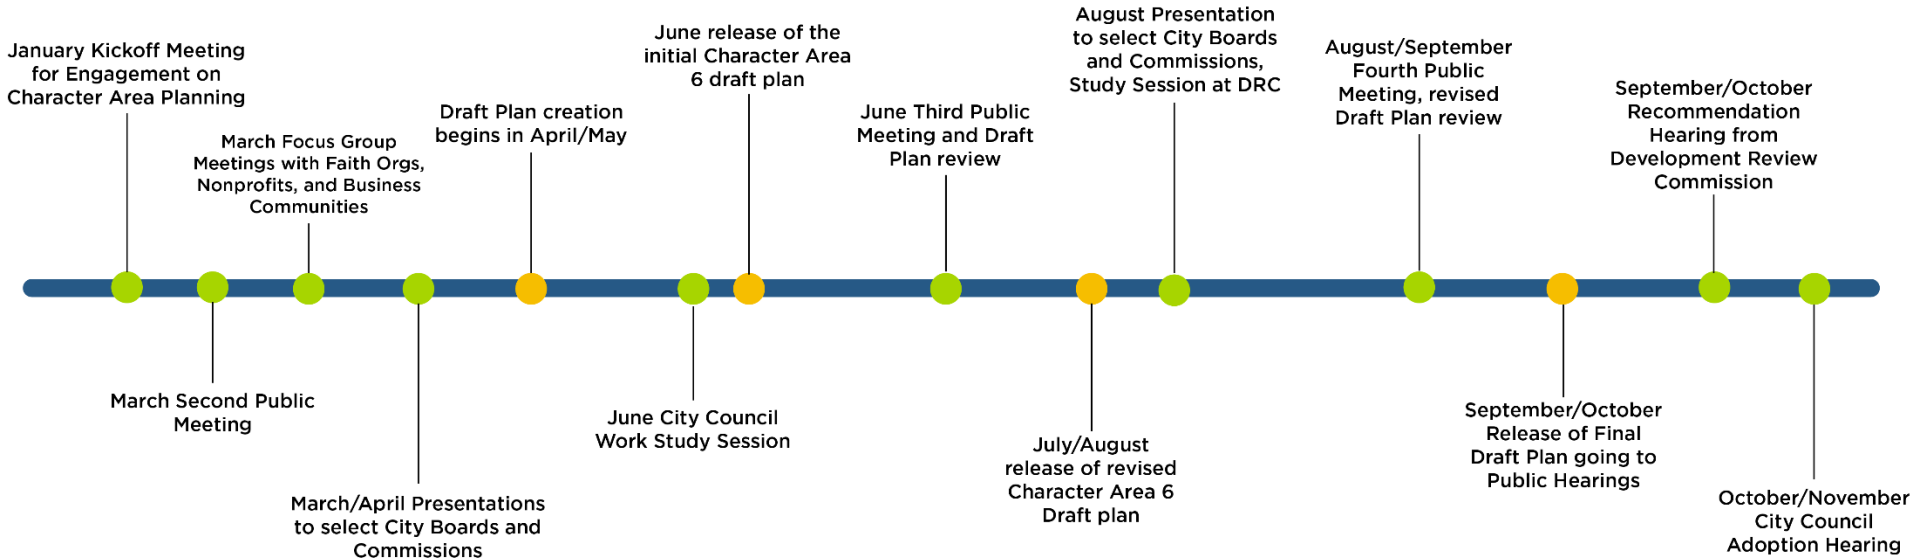 January Kickoff Meeting
for Engagement on
Character Area Planning
March Second Public
Meeting
March Focus Group
Meetings with Faith Orgs,
Nonprofits, and Business
Communities
March/April Presentations
to select City Boards and
Commissions
Draft Plan creation
begins in April/May
June City Council
Work Study Session
June release of the
initial Character Area
6 draft plan
June Third Public
Meeting and Draft
Plan review
July/August
release of revised
Character Area 6
Draft plan
August Presentation
to select City Boards
and Commissions,
Study Session at DRC
August/September
Fourth Public
Meeting, revised
Draft Plan review
September/October
Release of Final
Draft Plan going to
Public Hearings
September/October
Recommendation
Hearing from
Development Review
Commission
October/November
City Council
Adoption Hearing